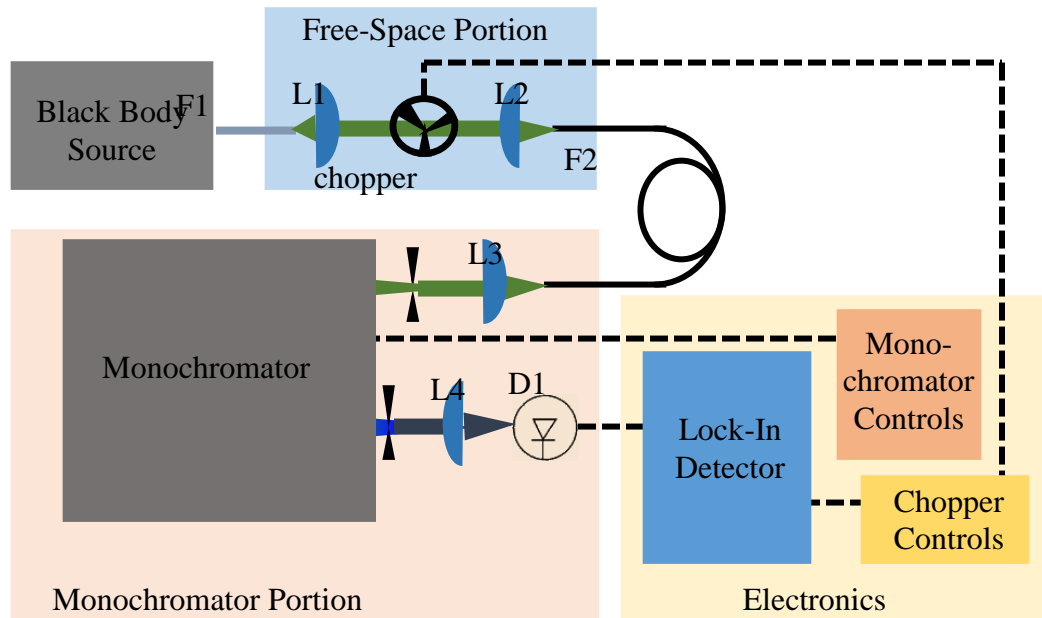 Free-Space Portion
Black Body
Source
F1
L1
L2
chopper
F2
L3
Monochromator
L4
D1
Monochromator Portion
Mono-
chromator
Controls
Lock-In
Detector
Chopper
Controls
Electronics